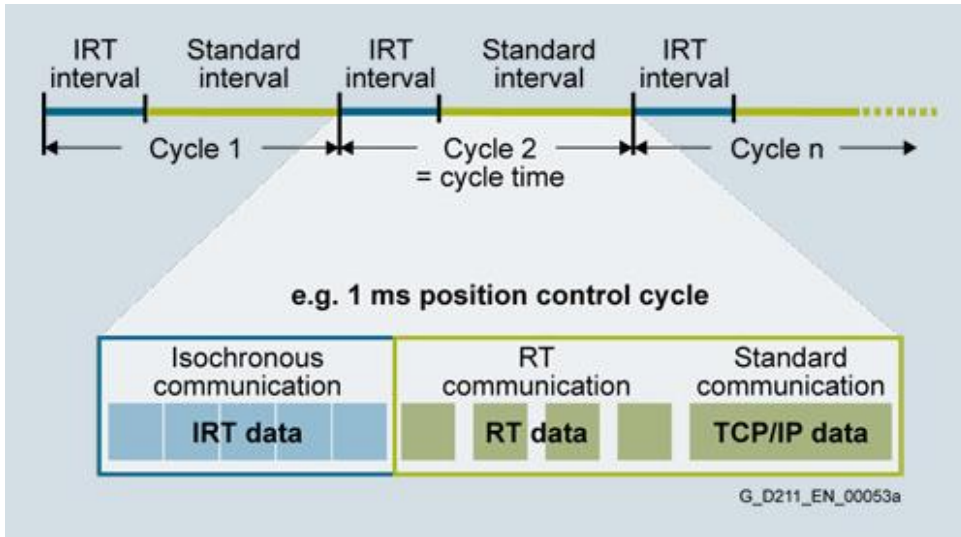 IRT interval
Standard interval
IRT interval
Standard interval
IRT interval
Cycle 1
Cycle 2
= cycle time
Cycle n
e.g. 1 ms position control cycle
Isochronous
communication
IRT data
RT
communication
RT data
Standard
communication
TCP/IP data
G_D211_EN_00053a